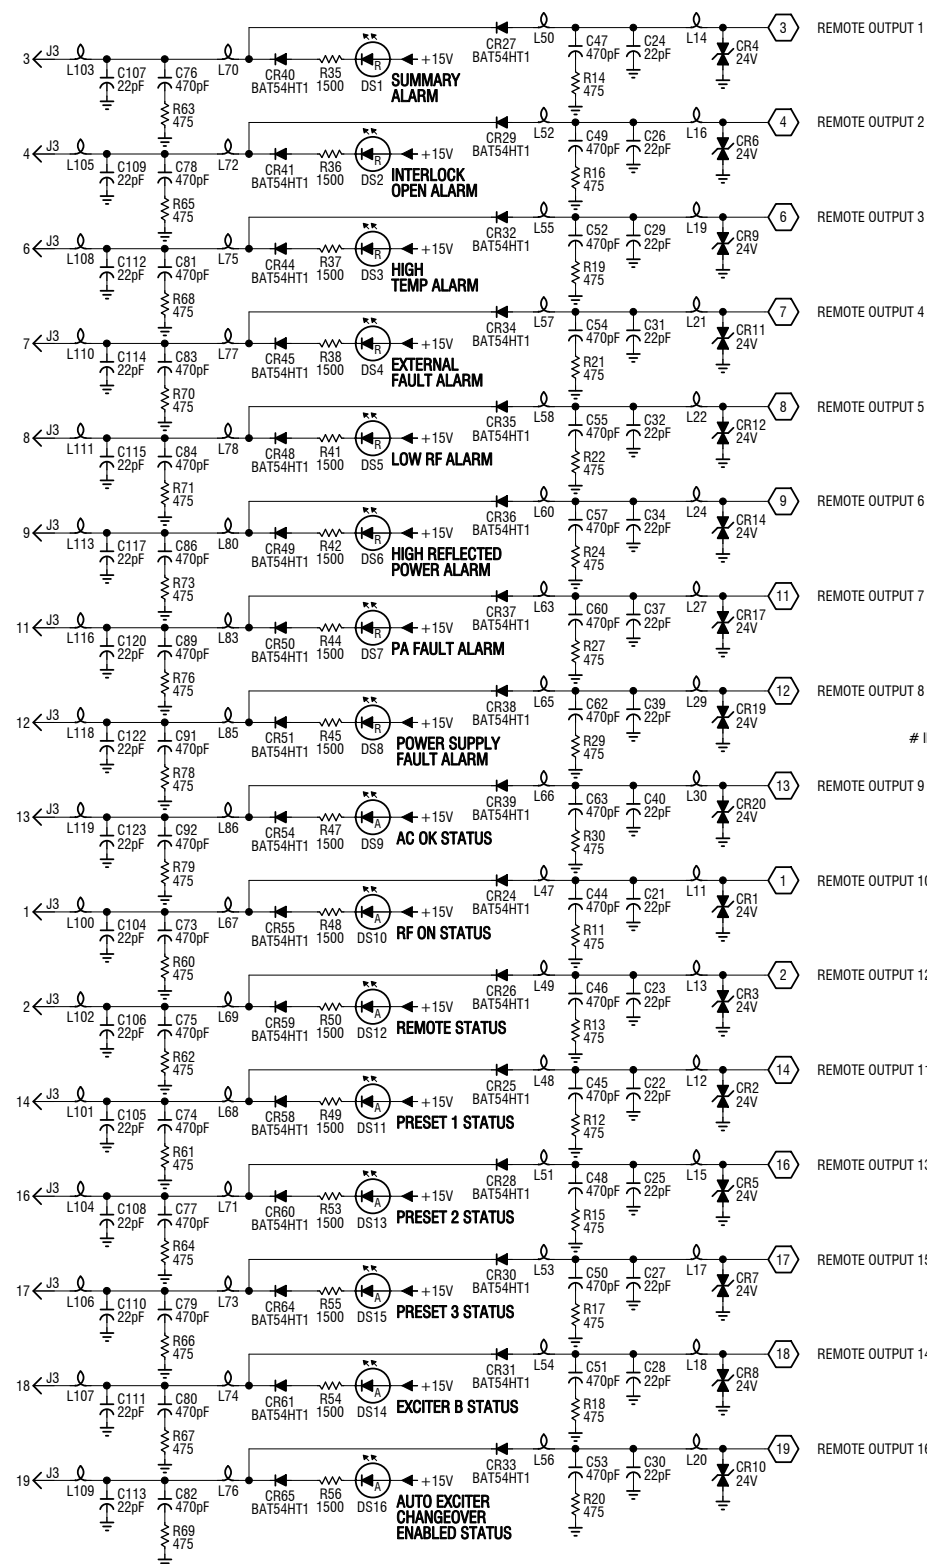 3 J3 L103 C107 22pF C76 470pF R63 475 L70 CR40 BAT54HT1 R35 1500 DS1 R +15V
SUMMARY
ALARM
CR27 BAT54HT1 L50 C47 470pF R14 475 C24 22pF L14 CR4 24V 3 REMOTE OUTPUT 1
4 J3 L105 C109 22pF C78 470pF R65 475 L72 CR41 BAT54HT1 R36 1500 DS2 R +15V
INTERLOCK
OPEN ALARM
CR29 BAT54HT1 L52 C49 470pF R16 475 C26 22pF L16 CR6 24V 4 REMOTE OUTPUT 2
6 J3 L108 C112 22pF C81 470pF R68 475 L75 CR44 BAT54HT1 R37 1500 DS3 R +15V
HIGH
TEMP ALARM
CR32 BAT54HT1 L55 C52 470pF R19 475 C29 22pF L19 CR9 24V 6 REMOTE OUTPUT 3
7 J3 L110 C114 22pF C83 470pF R70 475 L77 CR45 BAT54HT1 R38 1500 DS4 R +15V
EXTERNAL
FAULT ALARM
CR34 BAT54HT1 L57 C54 470pF R21 475 C31 22pF L21 CR11 24V 7 REMOTE OUTPUT 4
8 J3 L111 C115 22pF C84 470pF R71 475 L78 CR48 BAT54HT1 R41 1500 DS5 R +15V
LOW RF ALARM
CR35 BAT54HT1 L58 C55 470pF R22 475 C32 22pF L22 CR12 24V 8 REMOTE OUTPUT 5
9 J3 L113 C117 22pF C86 470pF R73 475 L80 CR49 BAT54HT1 R42 1500 DS6 R +15V
HIGH REFLECTED
POWER ALARM
CR36 BAT54HT1 L60 C57 470pF R24 475 C34 22pF L24 CR14 24V 9 REMOTE OUTPUT 6
11 J3 L116 C120 22pF C89 470pF R76 475 L83 CR50 BAT54HT1 R44 1500 DS7 R +15V
PA FAULT ALARM
CR37 BAT54HT1 L63 C60 470pF R27 475 C37 22pF L27 CR17 24V 11 REMOTE OUTPUT 7
12 J3 L118 C122 22pF C91 470pF R78 475 L85 CR51 BAT54HT1 R45 1500 DS8 R +15V
POWER SUPPLY
FAULT ALARM
CR38 BAT54HT1 L65 C62 470pF R29 475 C39 22pF L29 CR19 24V 12 REMOTE OUTPUT 8
# I
13 J3 L119 C123 22pF C92 470pF R79 475 L86 CR54 BAT54HT1 R47 1500 DS9 A +15V
AC OK STATUS
CR39 BAT54HT1 L66 C63 470pF R30 475 C40 22pF L30 CR20 24V 13 REMOTE OUTPUT 9
1 J3 L100 C104 22pF C73 470pF R60 475 L67 CR55 BAT54HT1 R48 1500 DS10 A +15V
RF ON STATUS
CR24 BAT54HT1 L47 C44 470pF R11 475 C21 22pF L11 CR1 24V 1 REMOTE OUTPUT 10
2 J3 L102 C106 22pF C75 470pF R62 475 L69 CR59 BAT54HT1 R50 1500 DS12 A +15V
REMOTE STATUS
CR26 BAT54HT1 L49 C46 470pF R13 475 C23 22pF L13 CR3 24V 2 REMOTE OUTPUT 12
14 J3 L101 C105 22pF C74 470pF R61 475 L68 CR58 BAT54HT1 R49 1500 DS11 A +15V
PRESET 1 STATUS
CR25 BAT54HT1 L48 C45 470pF R12 475 C22 22pF L12 CR2 24V 14 REMOTE OUTPUT 11
16 J3 L104 C108 22pF C77 470pF R64 475 L71 CR60 BAT54HT1 R53 1500 DS13 A +15V
PRESET 2 STATUS
CR28 BAT54HT1 L51 C48 470pF R15 475 C25 22pF L15 CR5 24V 16 REMOTE OUTPUT 13
17 J3 L106 C110 22pF C79 470pF R66 475 L73 CR64 BAT54HT1 R55 1500 DS15 A +15V
PRESET 3 STATUS
CR30 BAT54HT1 L53 C50 470pF R17 475 C27 22pF L17 CR7 24V 17 REMOTE OUTPUT 15
18 J3 L107 C111 22pF C80 470pF R67 475 L74 CR61 BAT54HT1 R54 1500 DS14 A +15V
EXCITER B STATUS
CR31 BAT54HT1 L54 C51 470pF R18 475 C28 22pF L18 CR8 24V 18 REMOTE OUTPUT 14
19 J3 L109 C113 22pF C82 470pF R69 475 L76 CR65 BAT54HT1 R56 1500 DS16 A +15V
AUTO EXCITER
CHANGEOVER
ENABLED STATUS
CR33 BAT54HT1 L56 C53 470pF R20 475 C30 22pF L20 CR10 24V 19 REMOTE OUTPUT 16